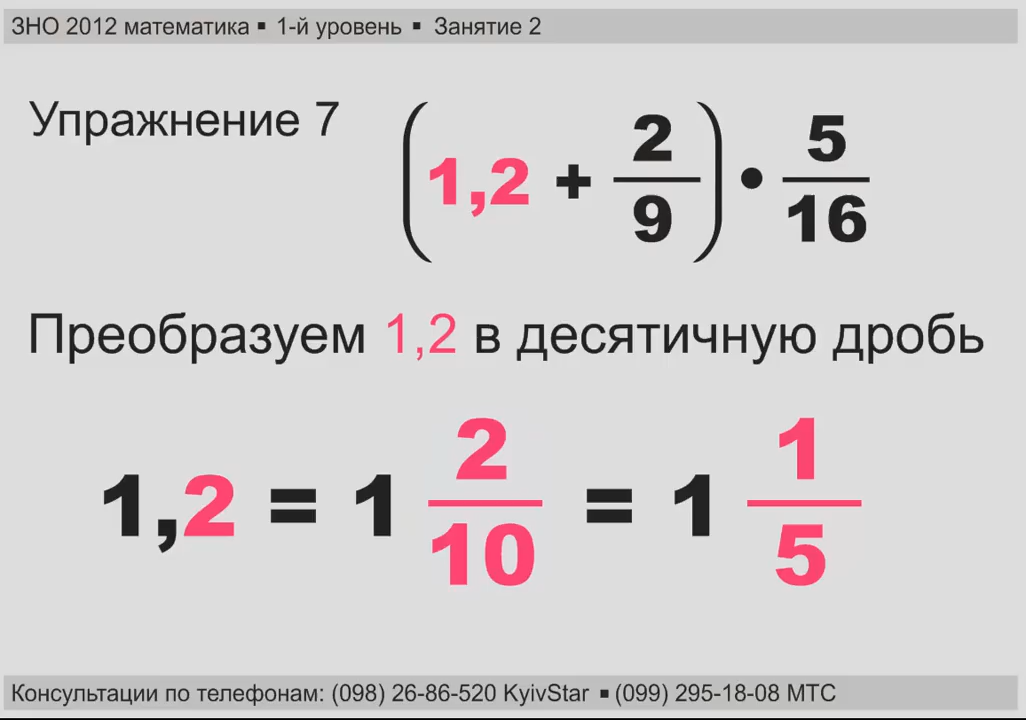 ЗНО 2012 математика ▪ 1-й уровень ▪ Занятие 2
Упражнение 7 (1,2 + 2/9) • 5/16
Преобразуем 1,2 в десятичную дробь
1,2 = 1 2/10 = 1 1/5
Консультации по телефонам: (098) 26-86-520 KyivStar ▪ (099) 295-18-08 МТС